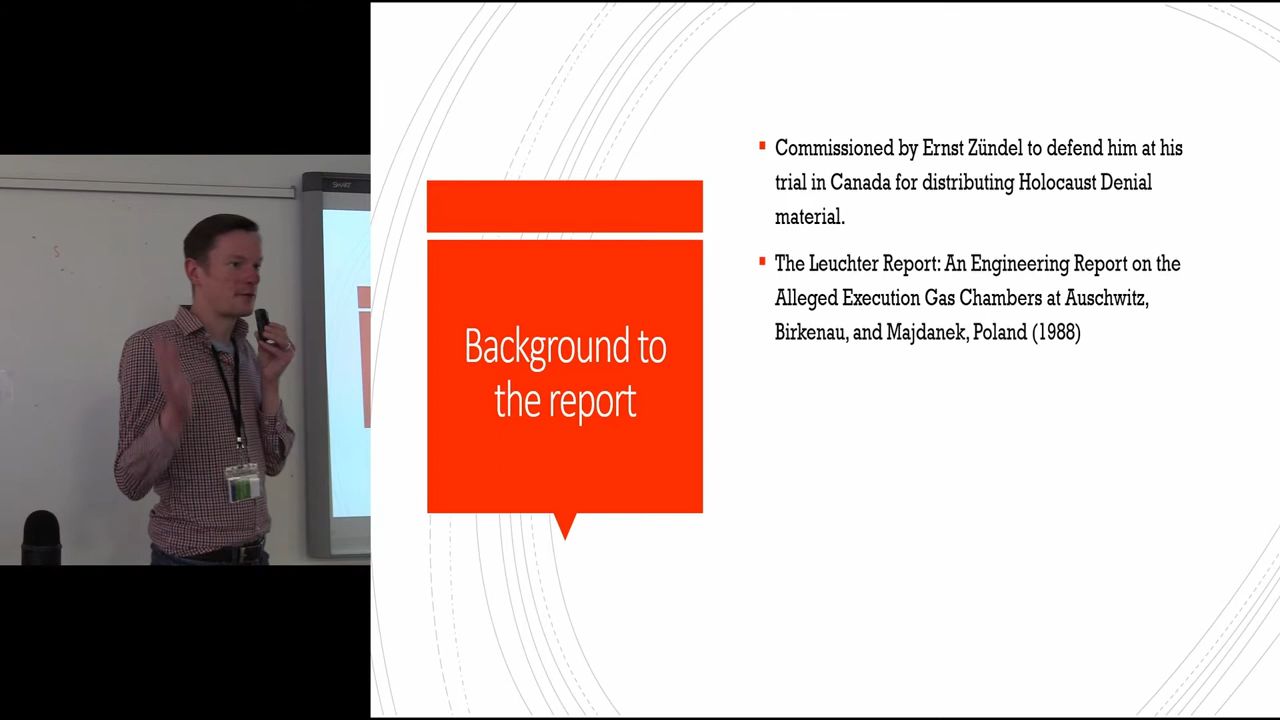 SMART
Background to
the report
Commissioned by Ernst Zündel to defend him at his
trial in Canada for distributing Holocaust Denial
material.
The Leuchter Report: An Engineering Report on the
Alleged Execution Gas Chambers at Auschwitz,
Birkenau, and Majdanek, Poland (1988)